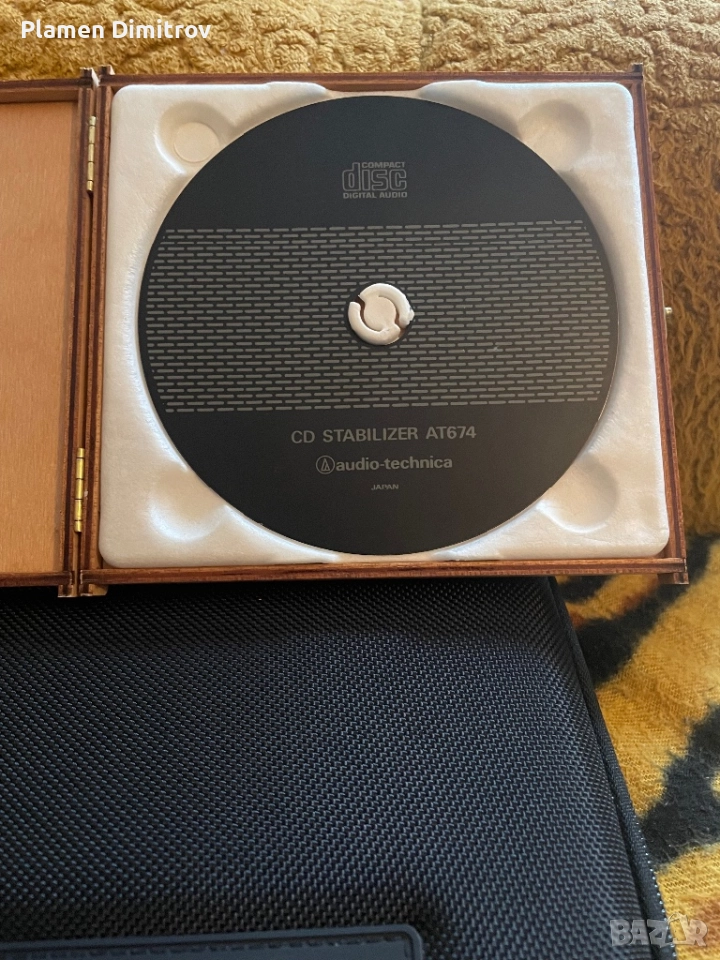 Plamen Dimitrov
COMPACT
disc
DIGITAL AUDIO
CD STABILIZER AT674
audio-technica
JAPAN
BAZAR